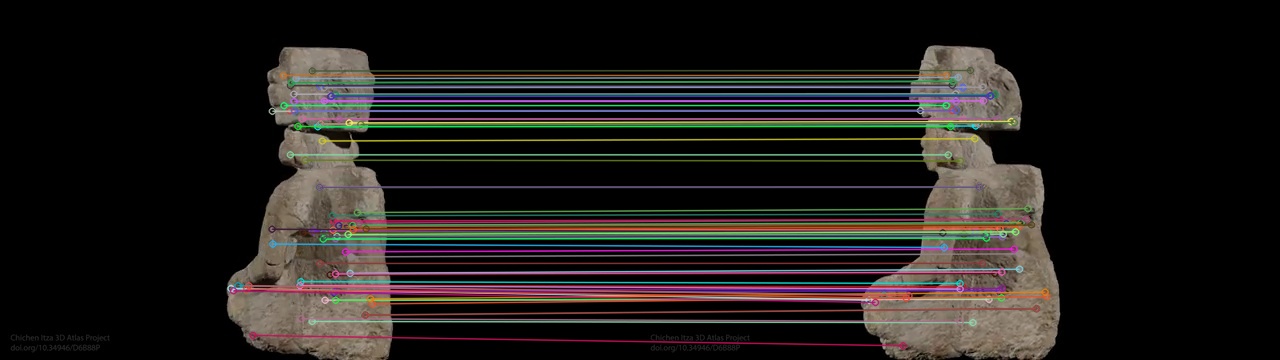 Chichen Itza 3D Atlas Project
doi.org/10.34946/D6B88P
Chichen Itza 3D Atlas Project
doi.org/10.34946/D6B88P